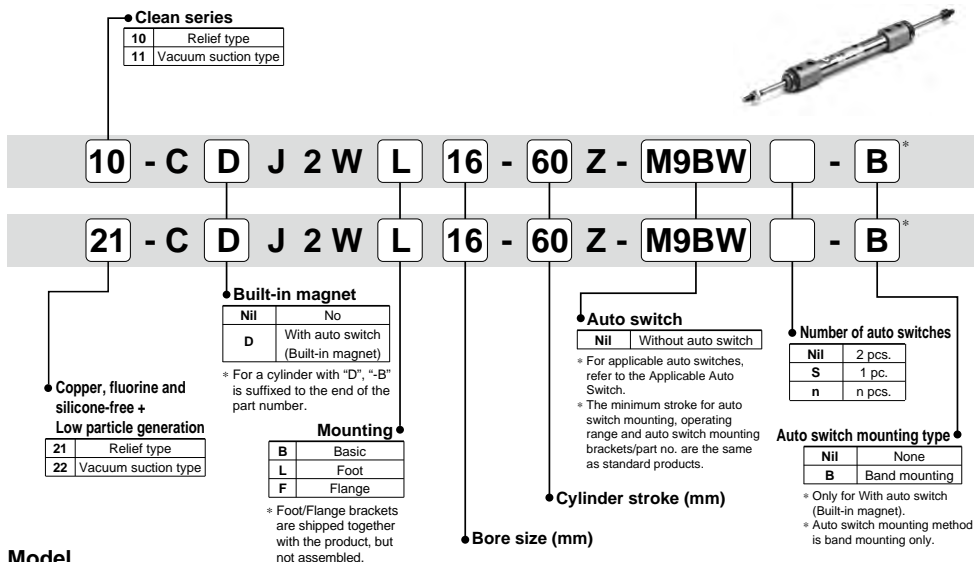 Clean series
10 Relief type
11 Vacuum suction type
10 - C D J 2 W L 16 - 60 Z - M9BW - B*
21 - C D J 2 W L 16 - 60 Z - M9BW - B*
Copper, fluorine and
silicone-free +
Low particle generation
21 Relief type
22 Vacuum suction type
Built-in magnet
Nil No
D With auto switch
(Built-in magnet)
* For a cylinder with “D”, “-B”
is suffixed to the end of the
part number.
Mounting
B Basic
L Foot
F Flange
* Foot/Flange brackets
are shipped together
with the product, but
not assembled.
Bore size (mm)
Cylinder stroke (mm)
Auto switch
Nil Without auto switch
* For applicable auto switches,
refer to the Applicable Auto
Switch.
* The minimum stroke for auto
switch mounting, operating
range and auto switch mounting
brackets/part no. are the same
as standard products.
Number of auto switches
Nil 2 pcs.
S 1 pc.
n n pcs.
Auto switch mounting type
Nil None
B Band mounting
* Only for With auto switch
(Built-in magnet).
* Auto switch mounting method
is band mounting only.
Model